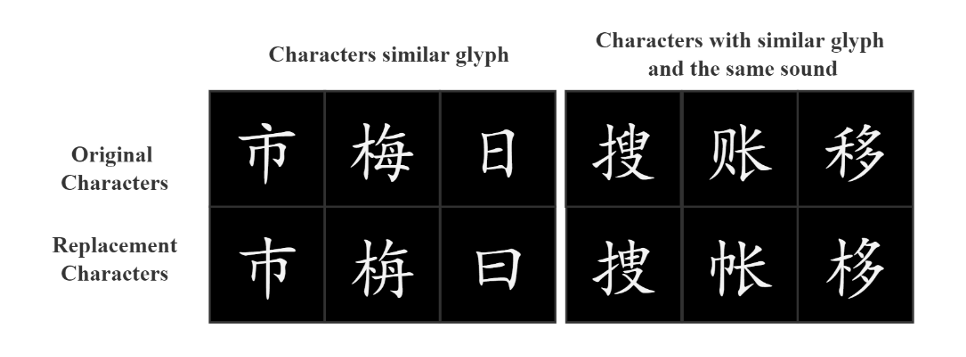 Characters similar glyph
Characters with similar glyph
and the same sound
Original
Characters
市 梅 日 搜 账 移
Replacement
Characters
巿 栴 曰 捜 帐 栘